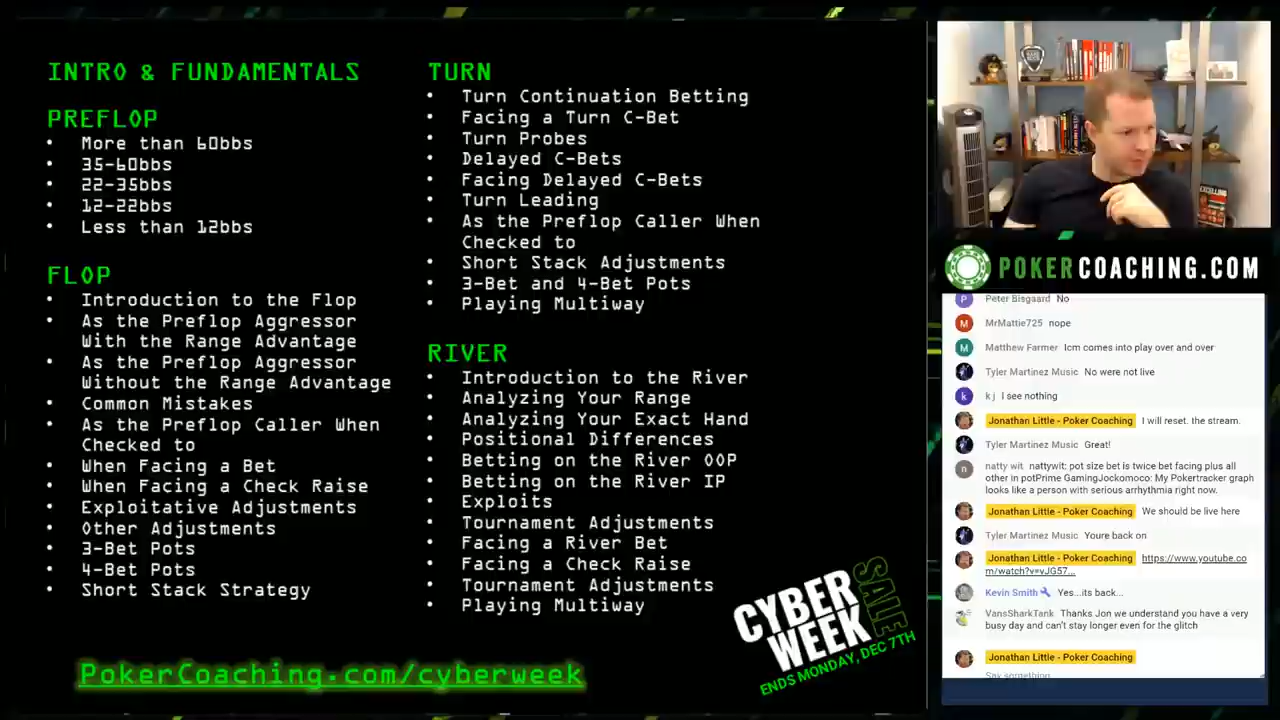 INTRO & FUNDAMENTALS
PREFLOP
• More than 60bbs
• 35-60bbs
• 22-35bbs
• 12-22bbs
• Less than 12bbs
FLOP
• Introduction to the Flop
• As the Preflop Aggressor
With the Range Advantage
• As the Preflop Aggressor
Without the Range Advantage
• Common Mistakes
• As the Preflop Caller When
Checked to
• When Facing a Bet
• When Facing a Check Raise
• Exploitative Adjustments
• Other Adjustments
• 3-Bet Pots
• 4-Bet Pots
• Short Stack Strategy
TURN
• Turn Continuation Betting
• Facing a Turn C-Bet
• Turn Probes
• Delayed C-Bets
• Facing Delayed C-Bets
• Turn Leading
• As the Preflop Caller When
Checked to
• Short Stack Adjustments
• 3-Bet and 4-Bet Pots
• Playing Multiway
RIVER
• Introduction to the River
• Analyzing Your Range
• Analyzing Your Exact Hand
• Positional Differences
• Betting on the River OOP
• Betting on the River IP
• Exploits
• Tournament Adjustments
• Facing a River Bet
• Facing a Check Raise
• Tournament Adjustments
• Playing Multiway
PokerCoaching.com/cyberweek
CYBER
WEEK
SALE
ENDS MONDAY, DEC 7TH
EXCELLING
POKERCOACHING.COM
P Peter Bisgaard No
M MrMattie725 nope
M Matthew Farmer Icm comes into play over and over
Tyler Martinez Music No were not live
k k j I see nothing
Jonathan Little - Poker Coaching I will reset. the stream.
Tyler Martinez Music Great!
n natty wit nattywit: pot size bet is twice bet facing plus all
other in potPrime GamingJockomoco: My Pokertracker graph
looks like a person with serious arrhythmia right now.
Jonathan Little - Poker Coaching We should be live here
Tyler Martinez Music Youre back on
Jonathan Little - Poker Coaching https://www.youtube.co
m/watch?v=vJG57...
Kevin Smith Yes...its back...
VansSharkTank Thanks Jon we understand you have a very
busy day and can't stay longer even for the glitch
Jonathan Little - Poker Coaching
Say something...